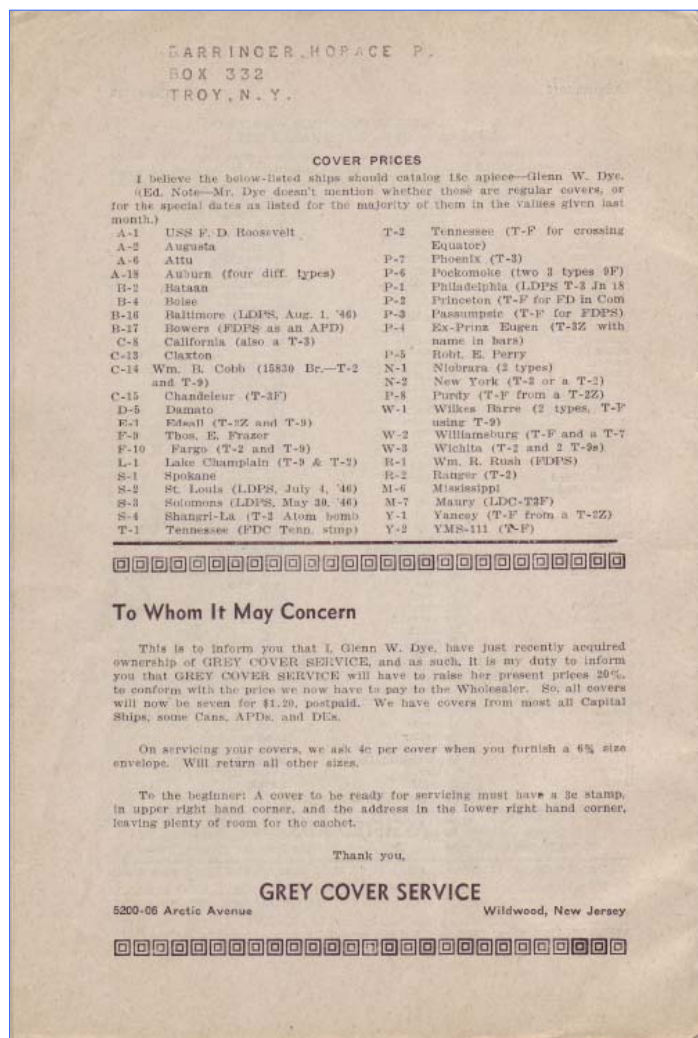 BARRINGER,HORACE P.
BOX 332
TROY,N.Y.
COVER PRICES
I believe the below-listed ships should catalog 18c apiece—Glenn W. Dye.
(Ed. Note—Mr. Dye doesn't mention whether these are regular covers, or
for the special dates as listed for the majority of them in the values given last
month.)
A-1 USS F. D. Roosevelt
A-2 Augusta
A-6 Attu
A-18 Auburn (four diff. types)
B-2 Bataan
B-4 Boise
B-16 Baltimore (LDPS, Aug. 1, '46)
B-17 Bowers (FDPS as an APD)
C-8 California (also a T-3)
C-13 Claxton
C-14 Wm. B. Cobb (15830 Br.—T-2
and T-9)
C-15 Chandeleur (T-3F)
D-5 Damato
E-1 Edsall (T-2Z and T-9)
F-9 Thos. E. Frazer
F-10 Fargo (T-2 and T-9)
L-1 Lake Champlain (T-9 & T-2)
S-1 Spokane
S-2 St. Louis (LDPS, July 4, '46)
S-3 Solomons (LDPS, May 30, '46)
S-4 Shangri-La (T-2 Atom bomb
T-1 Tennessee (FDC Tenn. stmp)
T-2 Tennessee (T-F for crossing
Equator)
P-7 Phoenix (T-3)
P-6 Pockomoke (two 3 types 9F)
P-1 Philadelphia (LDPS T-3 Jn 18
P-2 Princeton (T-F for FD in Com
P-3 Passumpsic (T-F for FDPS)
P-4 Ex-Prinz Eugen (T-3Z with
name in bars)
P-5 Robt. E. Perry
N-1 Niobrara (2 types)
N-2 New York (T-3 or a T-2)
P-8 Purdy (T-F from a T-2Z)
W-1 Wilkes Barre (2 types, T-F
using T-9)
W-2 Williamsburg (T-F and a T-7
W-3 Wichita (T-2 and 2 T-9s)
R-1 Wm. R. Rush (FDPS)
R-2 Ranger (T-2)
M-6 Mississippi
M-7 Maury (LDC-T3F)
Y-1 Yancey (T-F from a T-2Z)
Y-2 YMS-111 (T-F)
To Whom It May Concern
This is to inform you that I, Glenn W. Dye, have just recently acquired
ownership of GREY COVER SERVICE, and as such, it is my duty to inform
you that GREY COVER SERVICE will have to raise her present prices 20%,
to conform with the price we now have to pay to the Wholesaler. So, all covers
will now be seven for $1.20, postpaid. We have covers from most all Capital
Ships, some Cans, APDs, and DEs.
On servicing your covers, we ask 4c per cover when you furnish a 6¾ size
envelope. Will return all other sizes.
To the beginner: A cover to be ready for servicing must have a 3c stamp,
in upper right hand corner, and the address in the lower right hand corner,
leaving plenty of room for the cachet.
Thank you,
GREY COVER SERVICE
5200-06 Arctic Avenue Wildwood, New Jersey